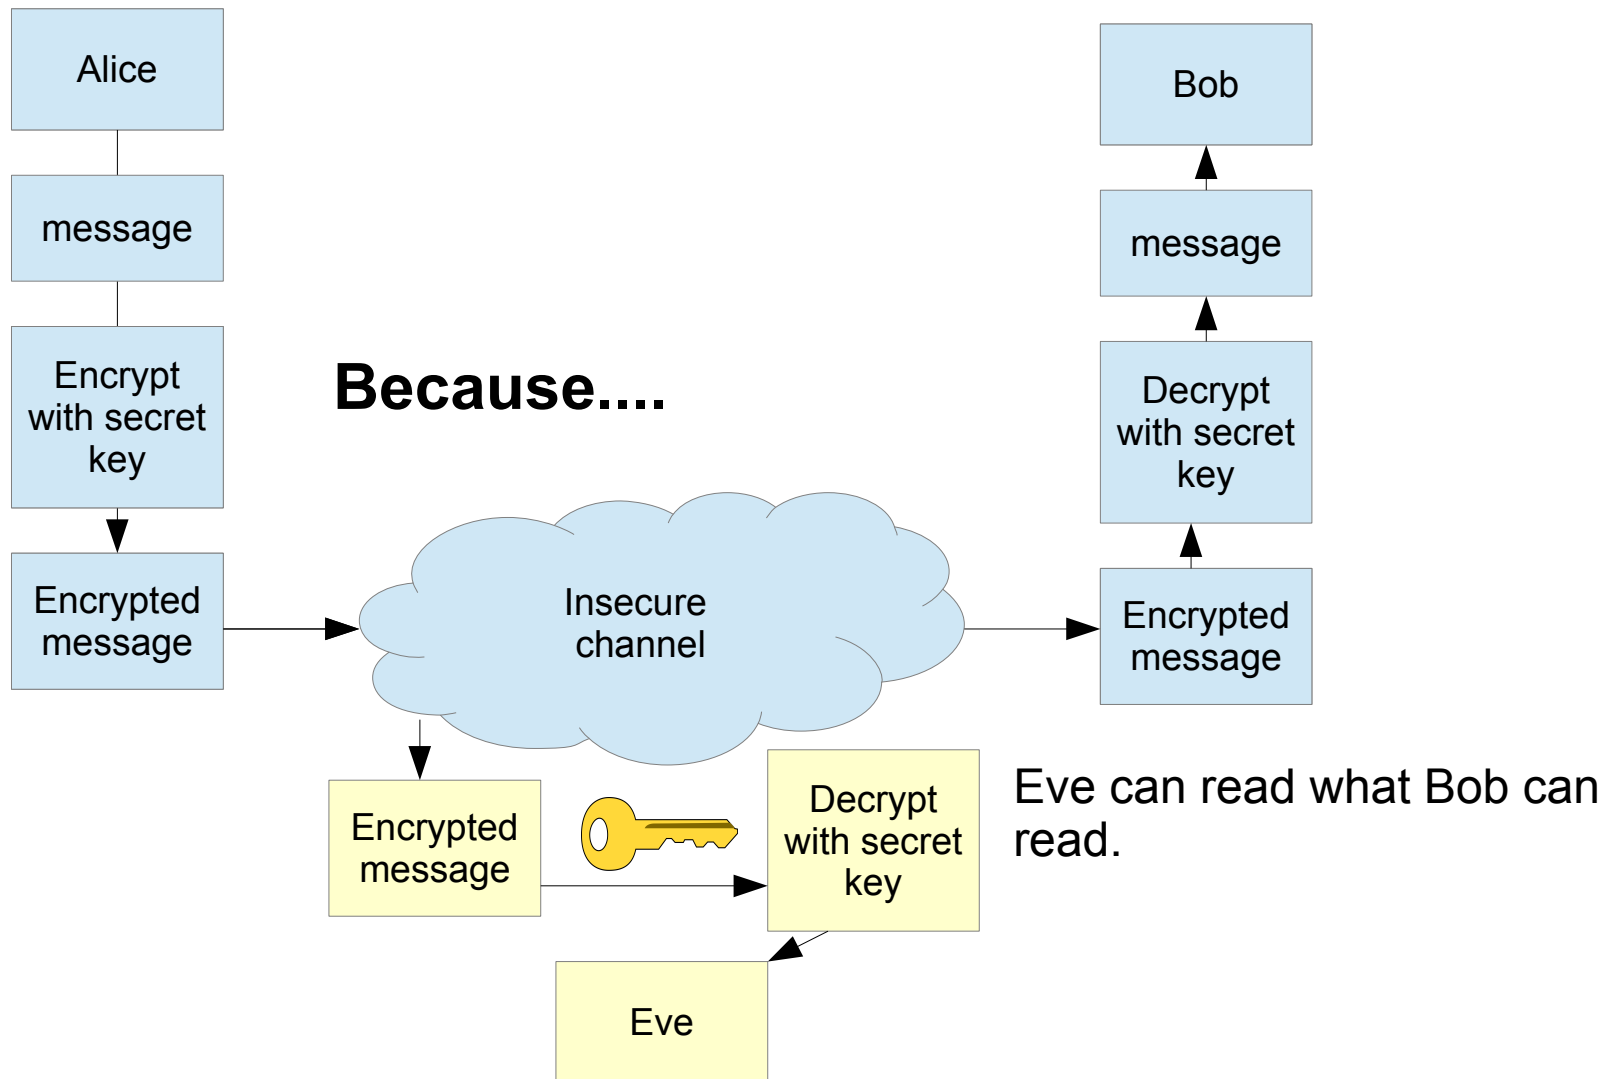 Alice
message
Encrypt
with secret
key
Encrypted
message
Because....
Insecure
channel
Bob
message
Decrypt
with secret
key
Encrypted
message
Encrypted
message
Decrypt
with secret
key
Eve
Eve can read what Bob can
read.